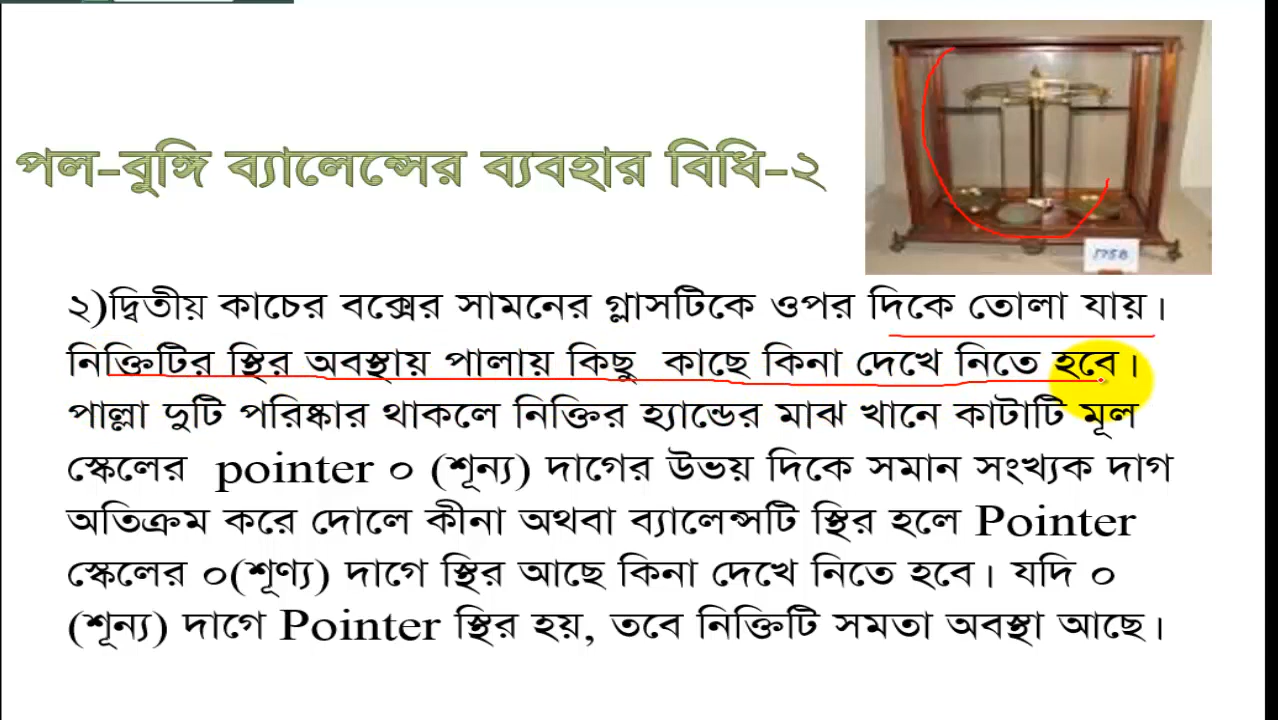 পল-বুঙ্গি ব্যালেন্সের ব্যবহার বিধি-২
1758
২)দ্বিতীয় কাচের বক্সের সামনের গ্লাসটিকে ওপর দিকে তোলা যায়।
নিক্তিটির স্থির অবস্থায় পালায় কিছু কাছে কিনা দেখে নিতে হবে।
পাল্লা দুটি পরিষ্কার থাকলে নিক্তির হ্যান্ডের মাঝ খানে কাটাটি মূল
স্কেলের pointer ০ (শূন্য) দাগের উভয় দিকে সমান সংখ্যক দাগ
অতিক্রম করে দোলে কীনা অথবা ব্যালেন্সটি স্থির হলে Pointer
স্কেলের ০(শূণ্য) দাগে স্থির আছে কিনা দেখে নিতে হবে। যদি ০
(শূন্য) দাগে Pointer স্থির হয়, তবে নিক্তিটি সমতা অবস্থা আছে।